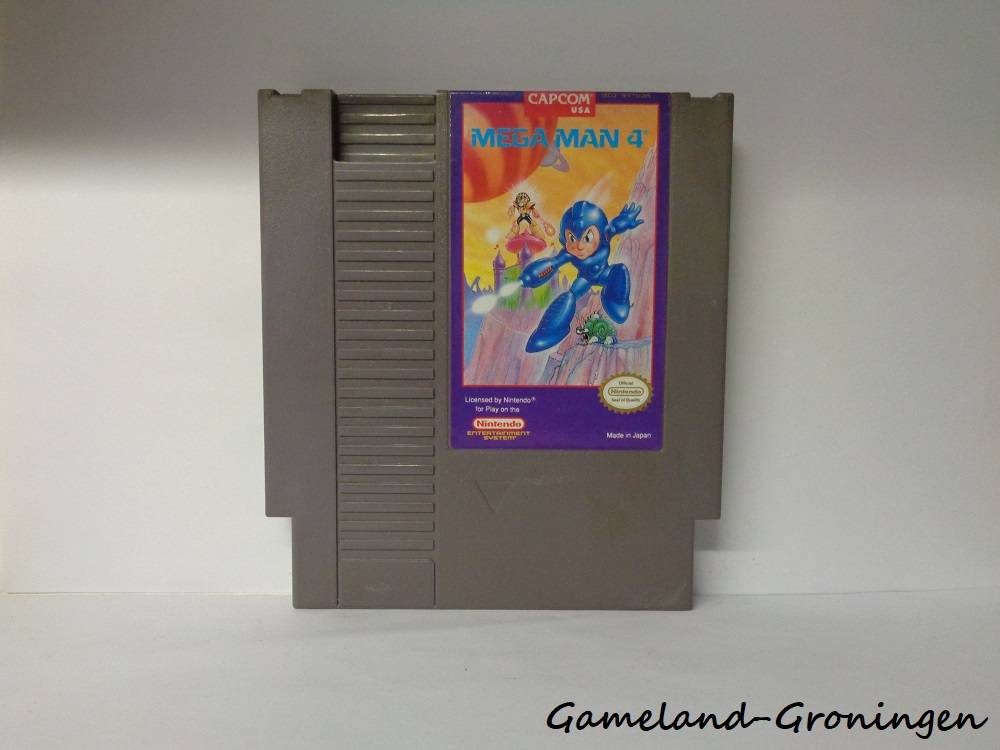 CAPCOM®
USA
MEGA MAN 4™
Licensed by Nintendo®
for Play on the
Nintendo
ENTERTAINMENT
SYSTEM®
Official
Nintendo
Seal of Quality
Made in Japan
Gameland-Groningen